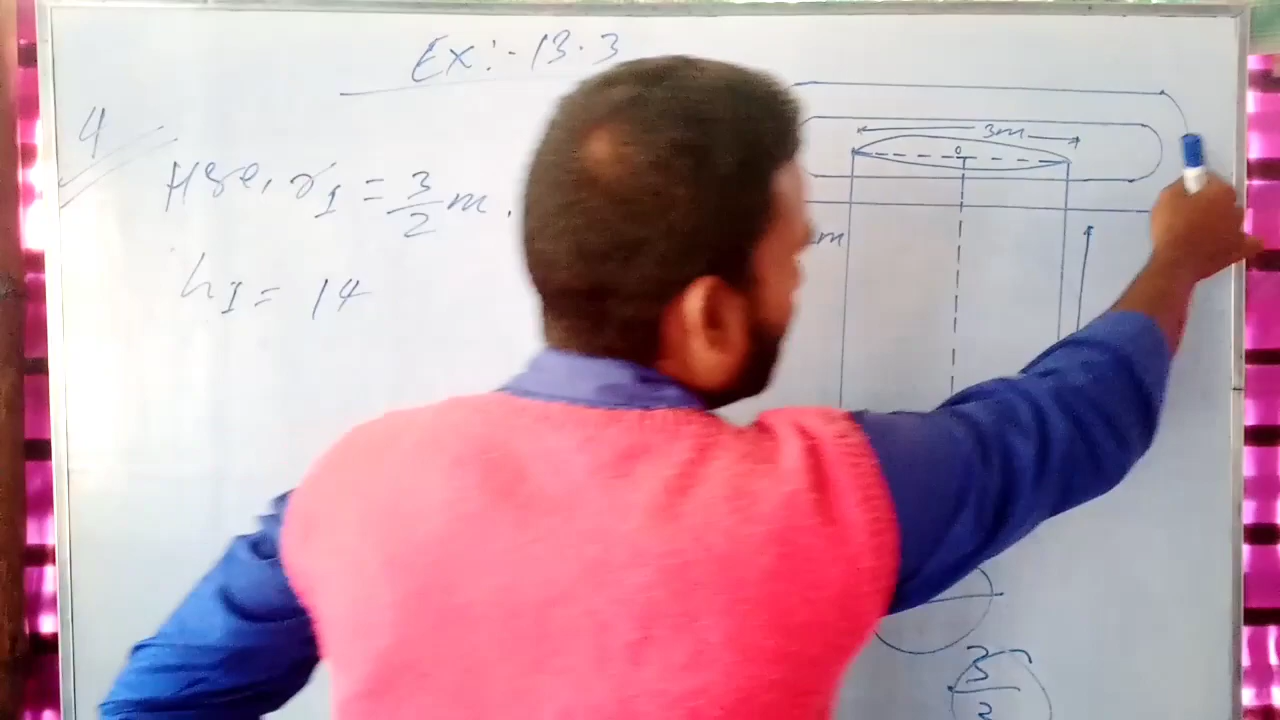 Ex:-13.3
4
Here, r₁ = 3/2 m.
h₁ = 14
3m
o
m
3
2